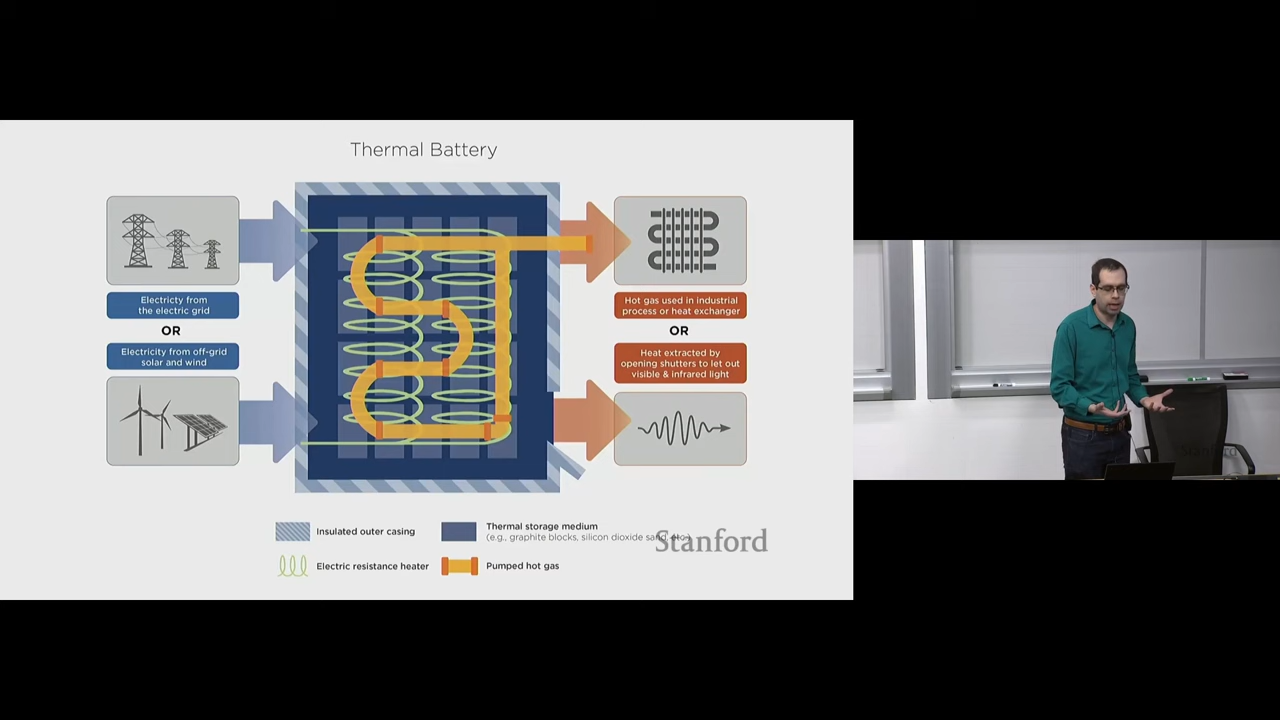 Thermal Battery
Electricty from
the electric grid
OR
Electricity from off-grid
solar and wind
Hot gas used in industrial
process or heat exchanger
OR
Heat extracted by
opening shutters to let out
visible & infrared light
Insulated outer casing
Thermal storage medium
(e.g., graphite blocks, silicon dioxide sand, etc.)
Electric resistance heater
Pumped hot gas
Stanford
Stanford